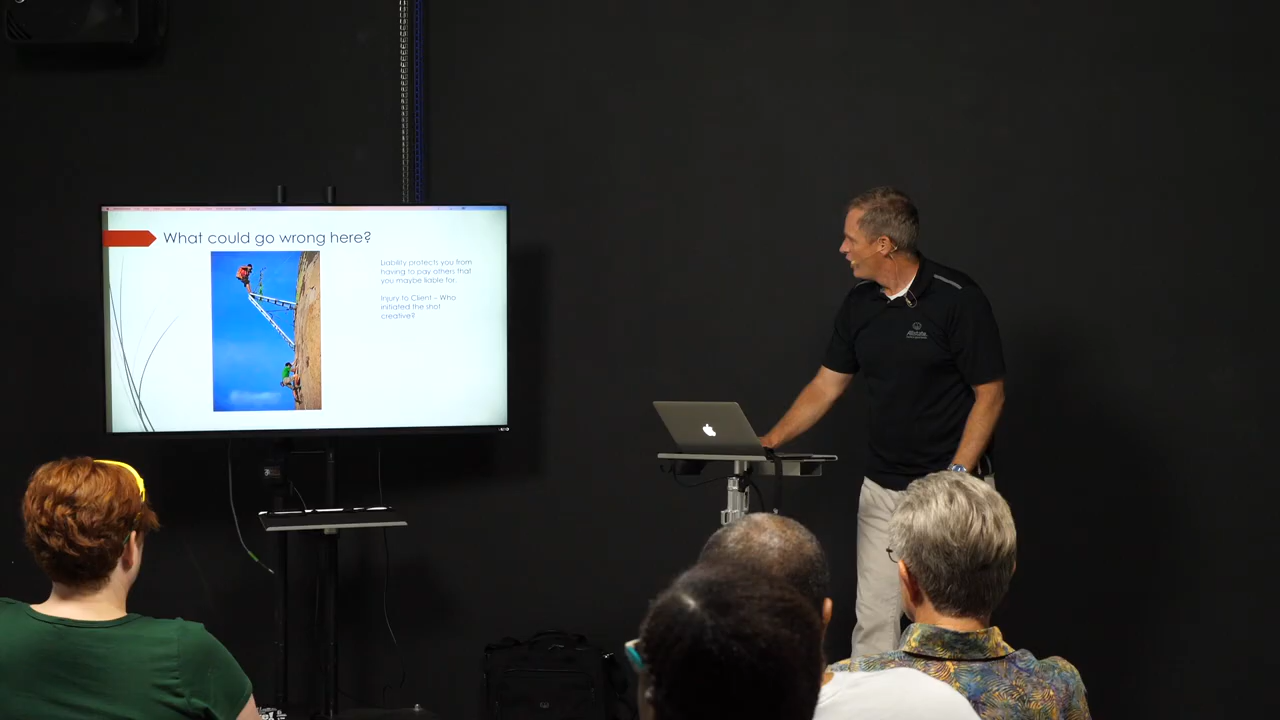 What could go wrong here?
Liability protects you from
having to pay others that
you maybe liable for.
Injury to Client – Who
initiated the shot
creative?
Allstate